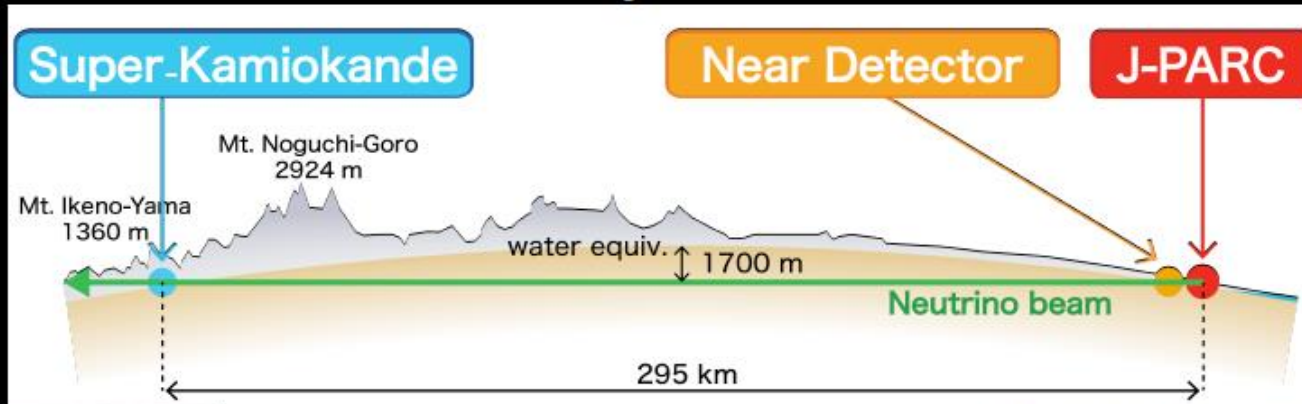 Super-Kamiokande
Near Detector
J-PARC
Mt. Noguchi-Goro
2924 m
Mt. Ikeno-Yama
1360 m
water equiv.
1700 m
Neutrino beam
295 km